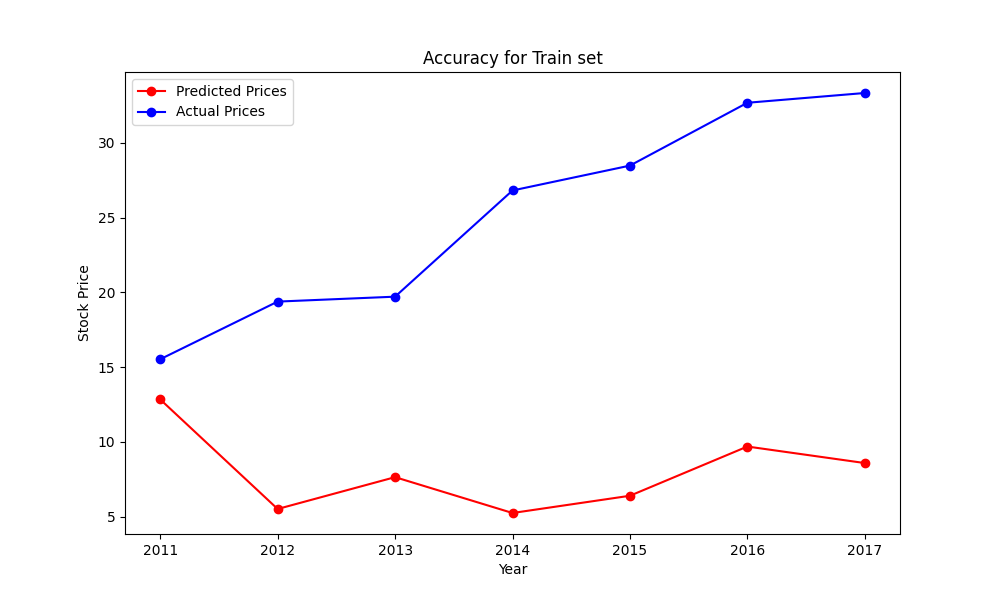 Accuracy for Train set
Predicted Prices
Actual Prices
30
25
20
15
10
5
Stock Price
2011 2012 2013 2014 2015 2016 2017
Year